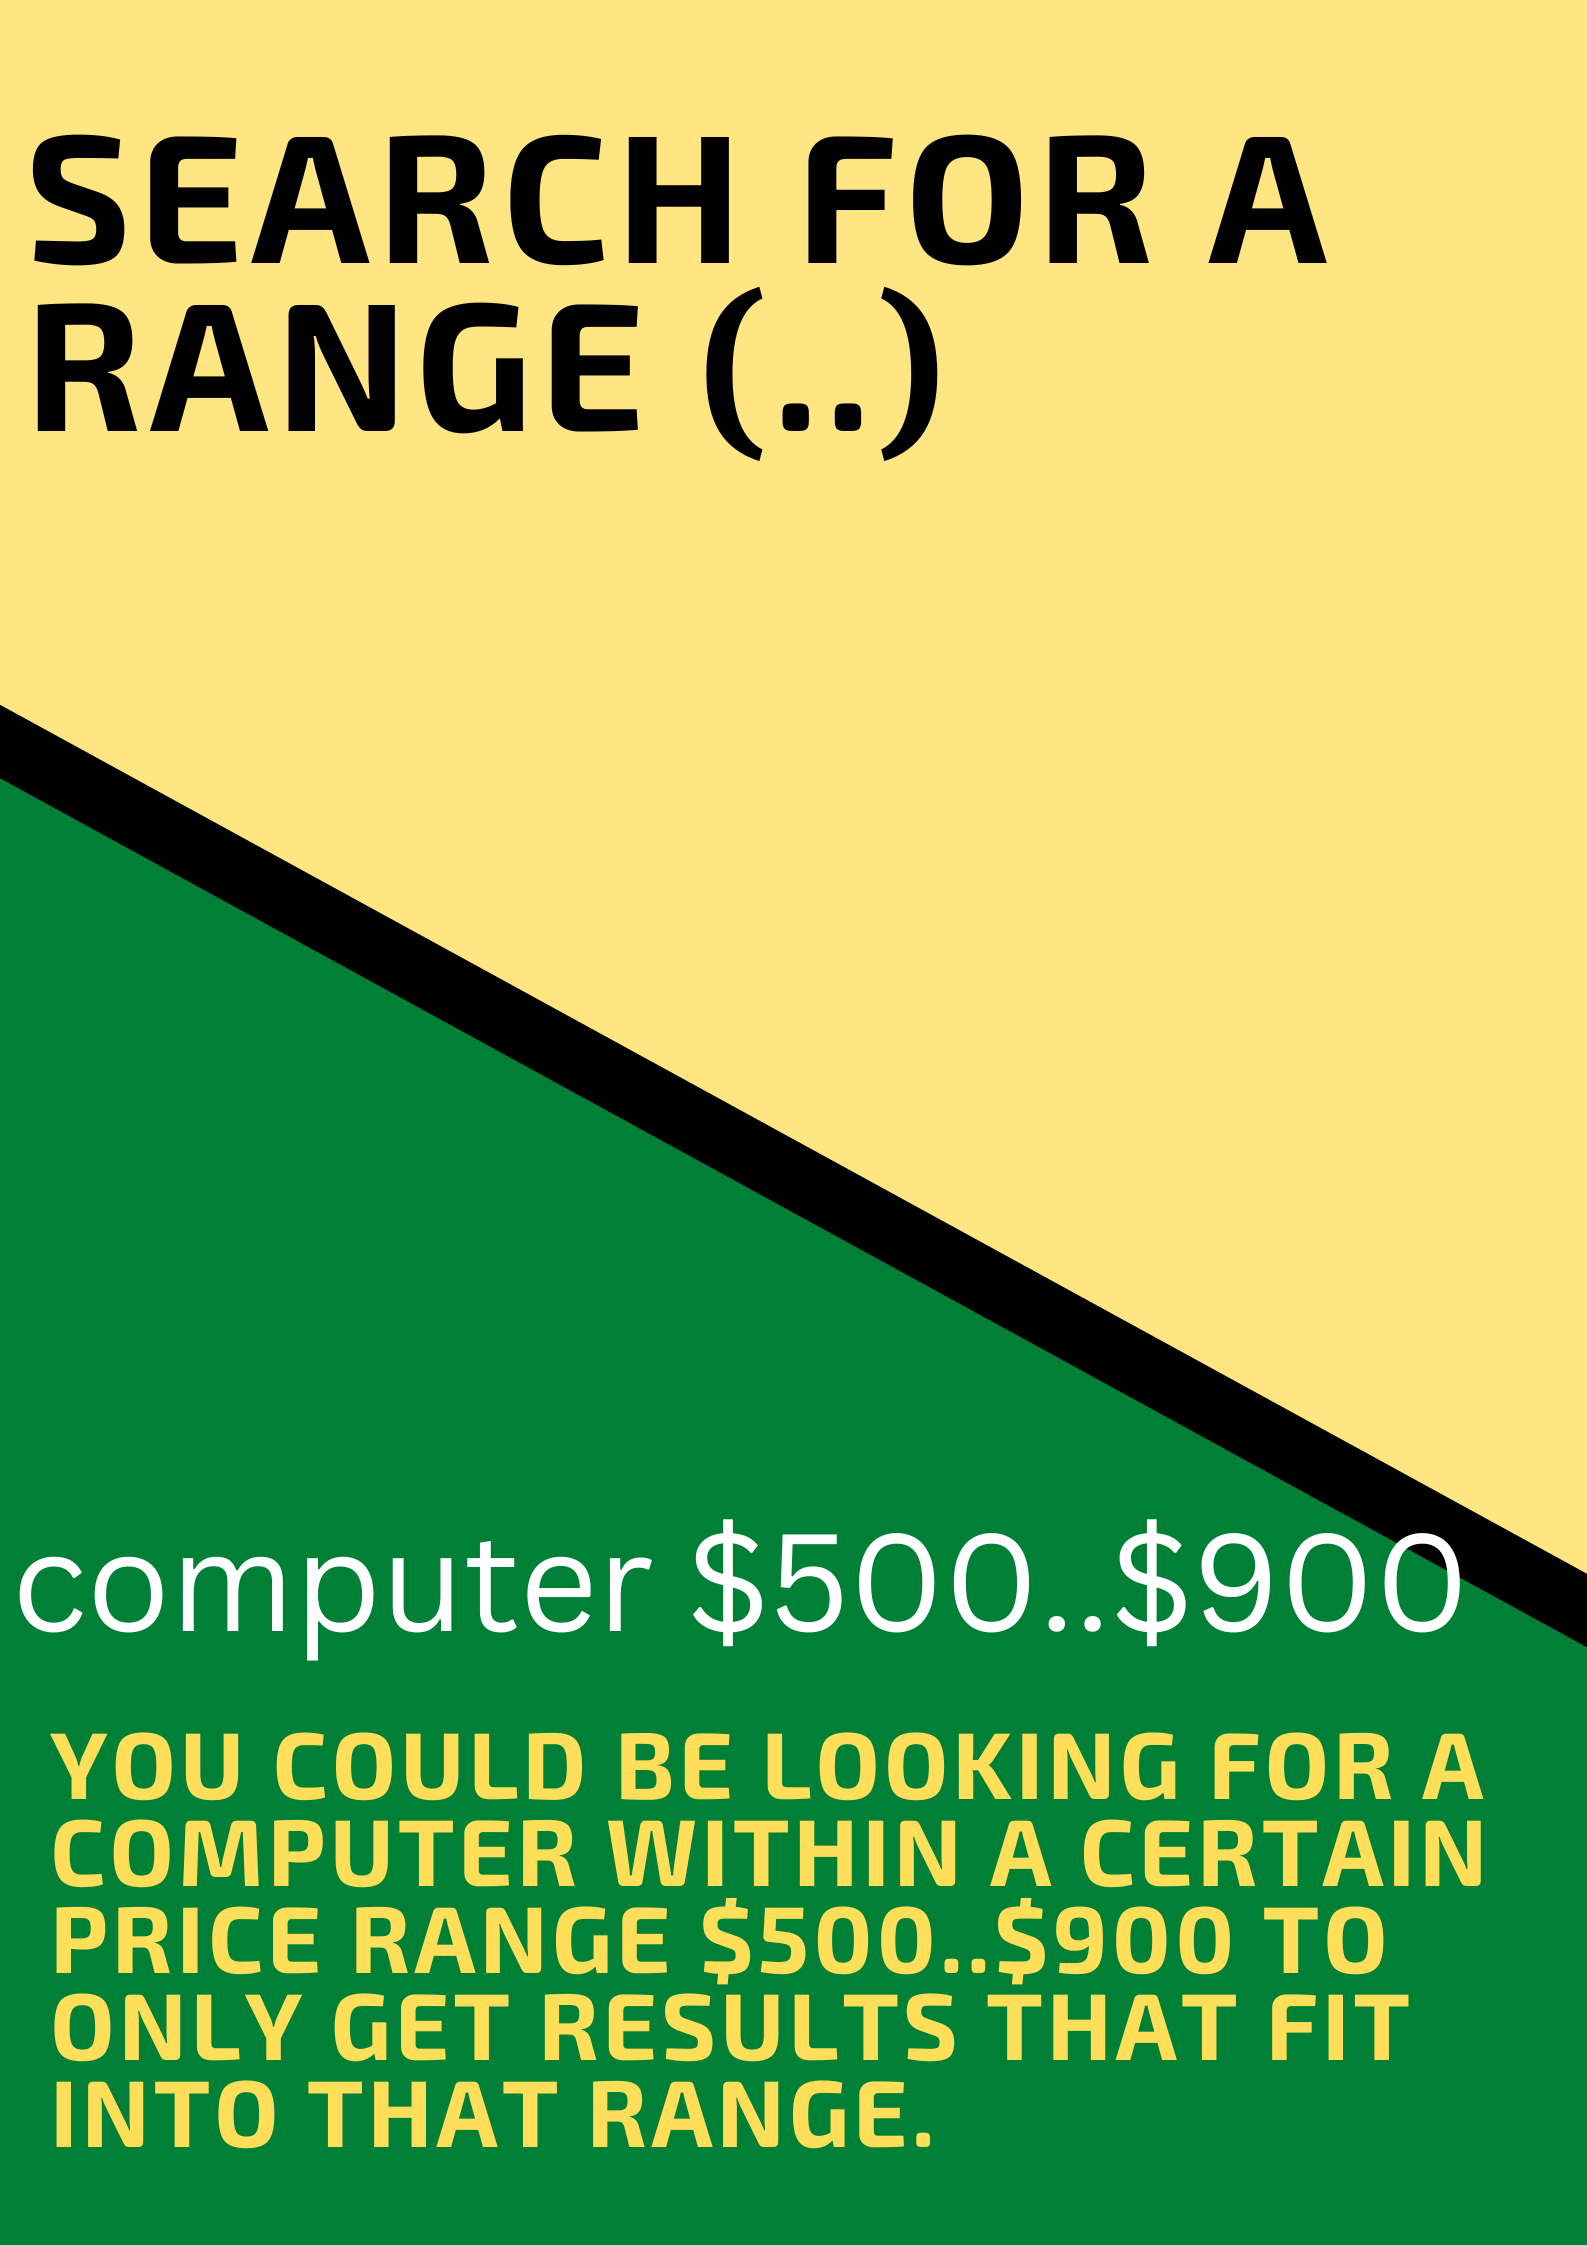 SEARCH FOR A
RANGE (..)
computer $500..$900
YOU COULD BE LOOKING FOR A
COMPUTER WITHIN A CERTAIN
PRICE RANGE $500..$900 TO
ONLY GET RESULTS THAT FIT
INTO THAT RANGE.